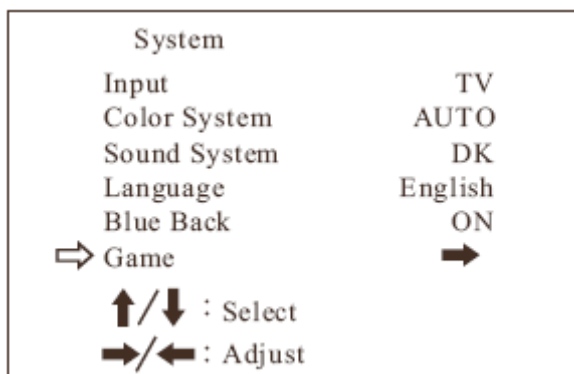 System
Input TV
Color System AUTO
Sound System DK
Language English
Blue Back ON
⇨ Game ➡
⬆/⬇ : Select
➡/⬅ : Adjust